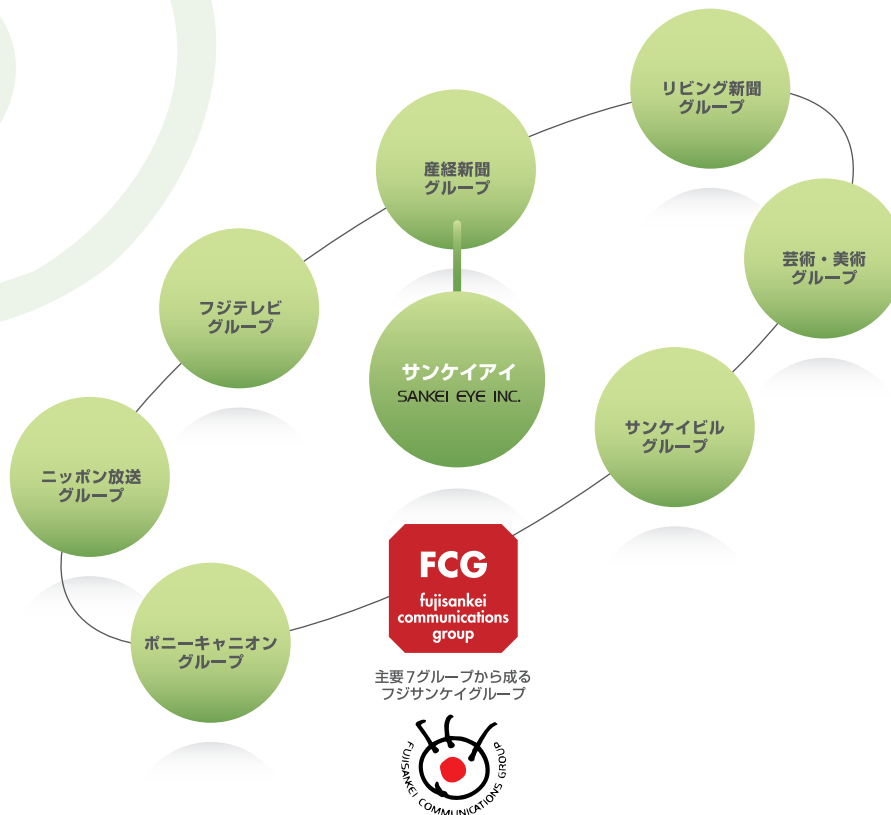 リビング新聞
グループ
産経新聞
グループ
芸術・美術
グループ
フジテレビ
グループ
サンケイアイ
SANKEI EYE INC.
サンケイビル
グループ
ニッポン放送
グループ
FCG
fujisankei
communications
group
ポニーキャニオン
グループ
主要7グループから成る
フジサンケイグループ
FUJISANKEI COMMUNICATIONS GROUP